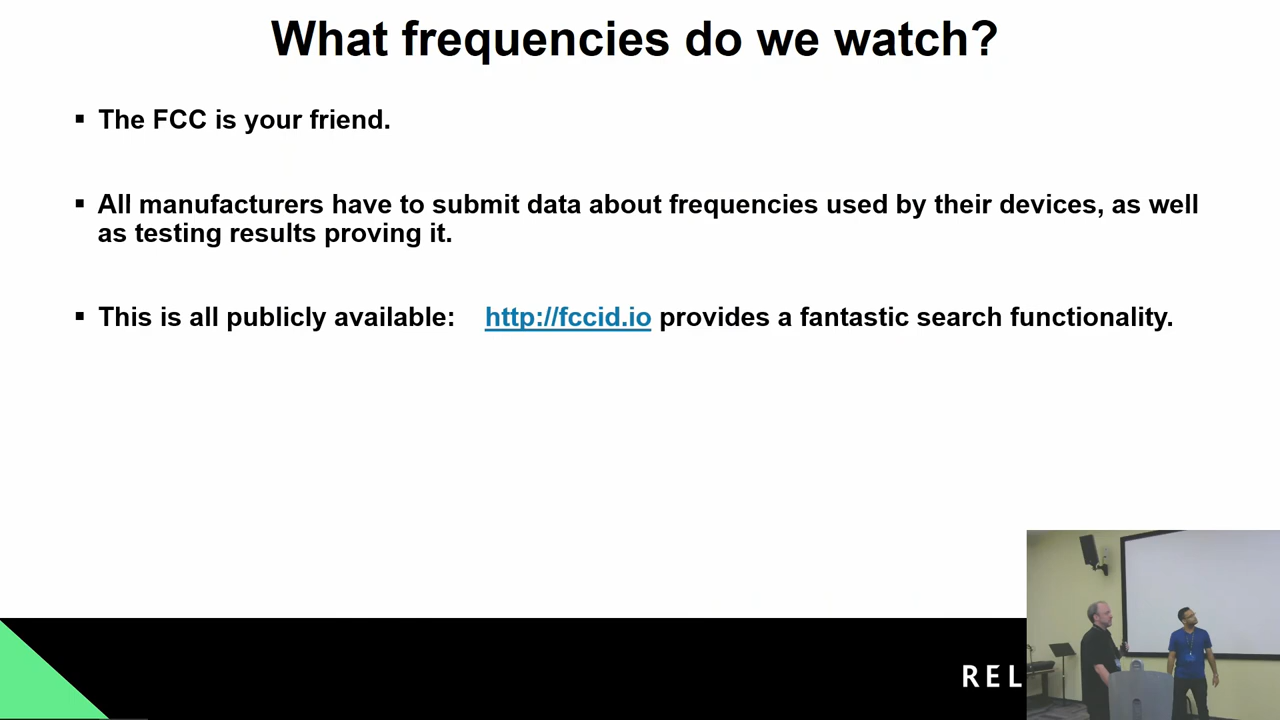 What frequencies do we watch?
▪ The FCC is your friend.
▪ All manufacturers have to submit data about frequencies used by their devices, as well
as testing results proving it.
▪ This is all publicly available: http://fccid.io provides a fantastic search functionality.
REL